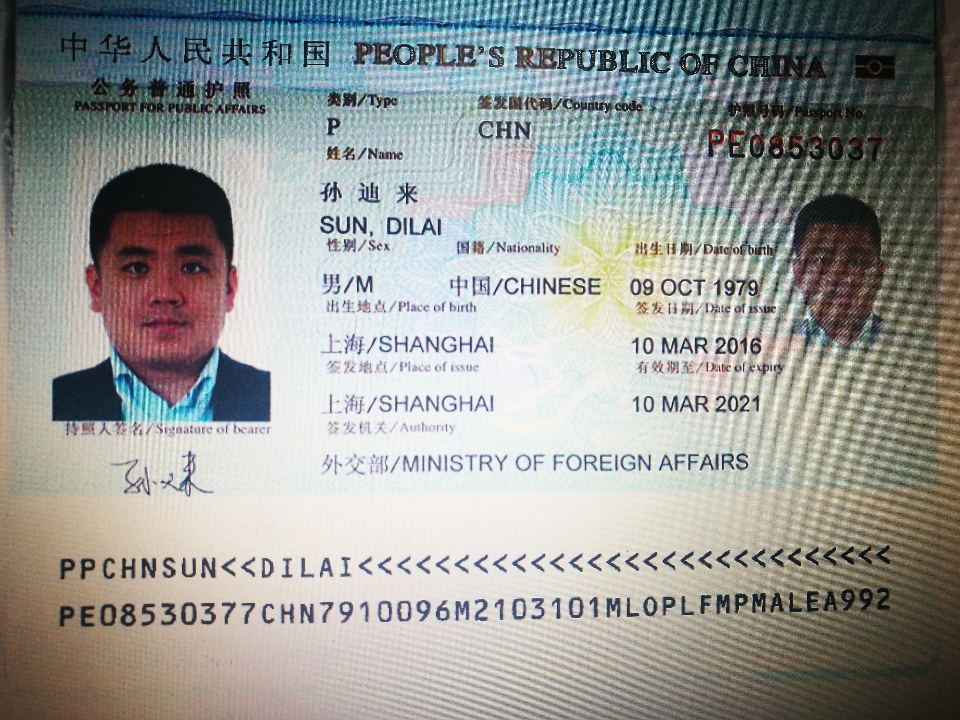 中华人民共和国 PEOPLE'S REPUBLIC OF CHINA
公务普通护照
PASSPORT FOR PUBLIC AFFAIRS
类别/Type 签发国代码/Country code 护照号码/Passport No.
P CHN PE0853037
姓名/Name
孙迪来
SUN, DILAI
性别/Sex 国籍/Nationality 出生日期/Date of birth
男/M 中国/CHINESE 09 OCT 1979
出生地点/Place of birth 签发日期/Date of issue
上海/SHANGHAI 10 MAR 2016
签发地点/Place of issue 有效期至/Date of expiry
上海/SHANGHAI 10 MAR 2021
持照人签名/Signature of bearer 签发机关/Authority
外交部/MINISTRY OF FOREIGN AFFAIRS
PPCHNSUN<<DILAI<<<<<<<<<<<<<<<<<<<<<<<<<<<<<
PE08530377CHN7910096M2103101MLOPLFMPMALEA992